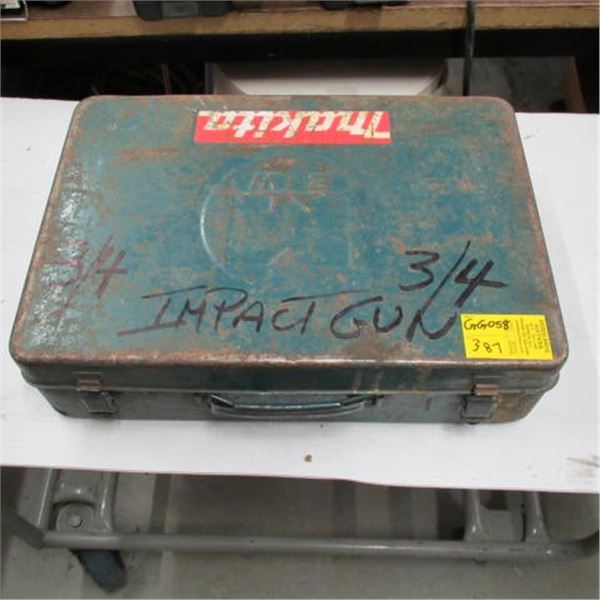 makita
3/4
3/4
IMPACT GUN
GG058
387